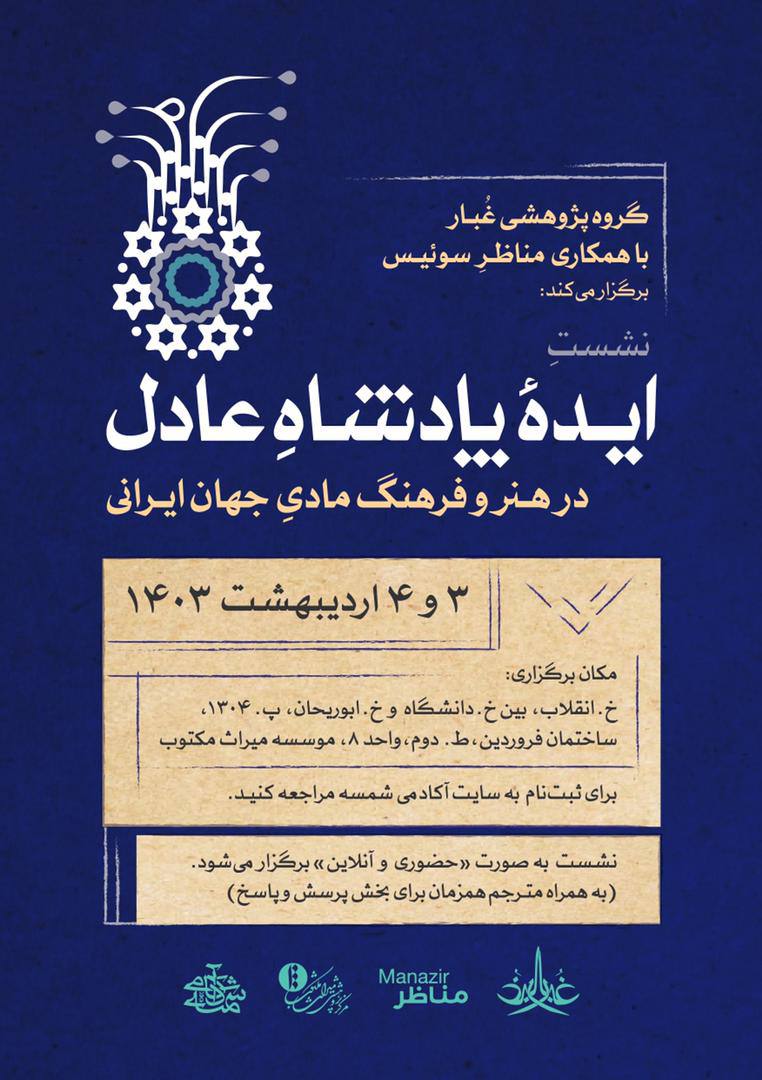 گروه پژوهشی غُبار
با همکاری مناظرِ سوئیس
برگزار می‌کند:
نشستِ
ایدهٔ پادشاهِ عادل
در هنر و فرهنگ مادیِ جهان ایرانی
۳ و ۴ اردیبهشت ۱۴۰۳
مکان برگزاری:
خ. انقلاب، بین خ. دانشگاه و خ. ابوریحان، پ. ۱۳۰۴،
ساختمان فروردین، ط. دوم، واحد ۸، موسسه میراث مکتوب
برای ثبت‌نام به سایت آکادمی شمسه مراجعه کنید.
نشست به صورت «حضوری و آنلاین» برگزار می‌شود.
(به همراه مترجم همزمان برای بخش پرسش و پاسخ)
غبار
Manazir
مناظر